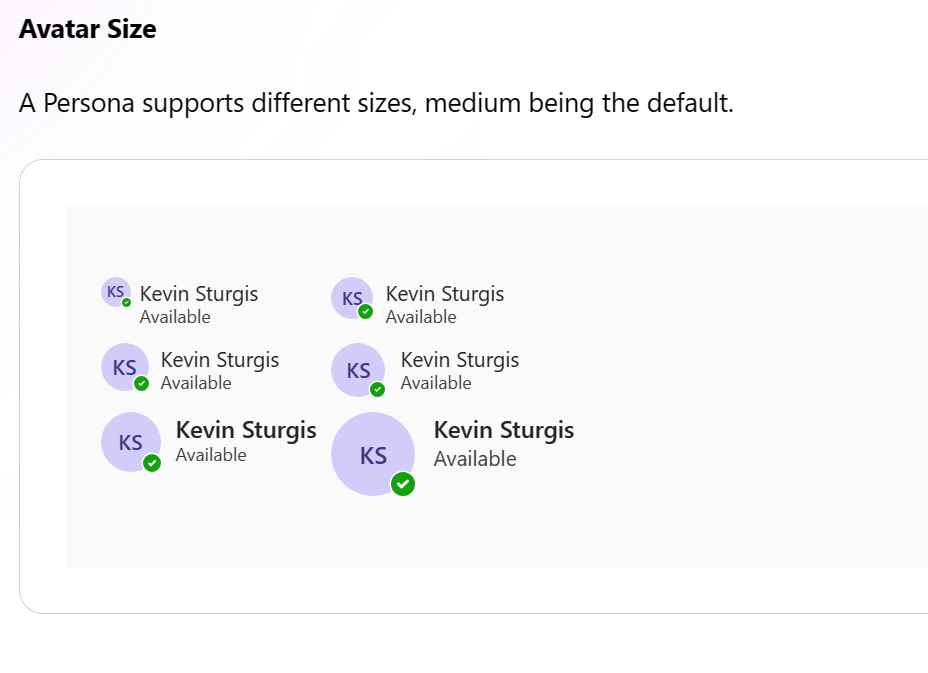 Avatar Size
A Persona supports different sizes, medium being the default.
KS Kevin Sturgis
Available
KS Kevin Sturgis
Available
KS Kevin Sturgis
Available
KS Kevin Sturgis
Available
KS Kevin Sturgis
Available
KS Kevin Sturgis
Available